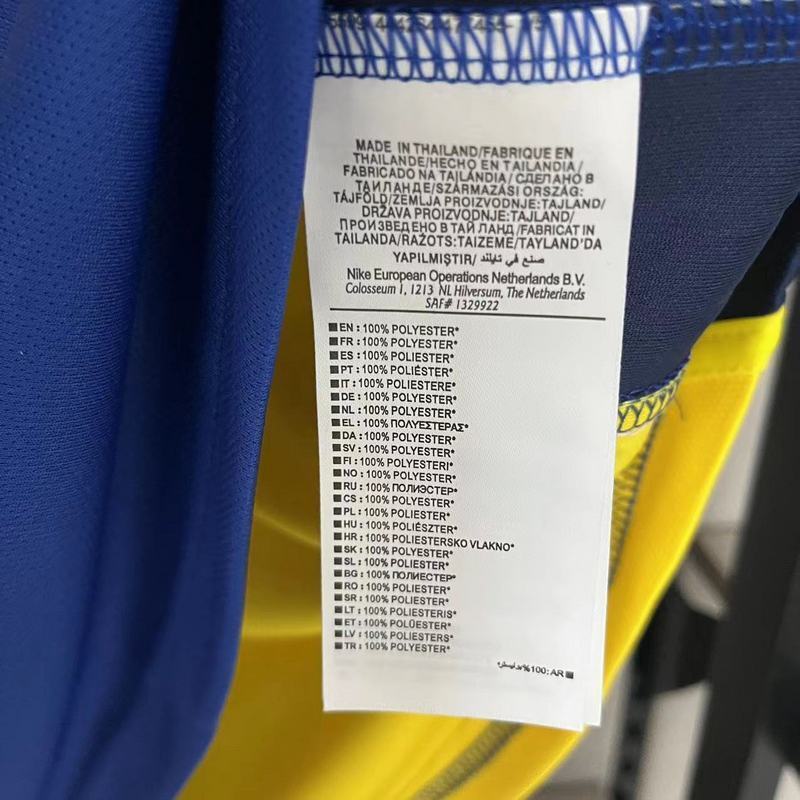 MADE IN THAILAND/FABRIQUE EN
THAILANDE/HECHO EN TAILANDIA/
FABRICADO NA TAILÂNDIA / СДЕЛАНО В
ТАИЛАНДЕ/SZÁRMAZÁSI ORSZÁG:
TÁJFÖLD/ZEMLJA PROIZVODNJE:TAJLAND/
DRŽAVA PROIZVODNJE:TAJLAND/
ПРОИЗВЕДЕНО В ТАЙ ЛАНД/FABRICAT IN
TAILANDA/RAŽOTS:TAIZEME/TAYLAND'DA
YAPILMIŞTIR/ صنع في تايلند
Nike European Operations Netherlands B.V.
Colosseum 1, 1213 NL Hilversum, The Netherlands
SAF# 1329922
EN : 100% POLYESTER*
FR : 100% POLYESTER*
ES : 100% POLIESTER*
PT : 100% POLIÉSTER*
IT : 100% POLIESTERE*
DE : 100% POLYESTER*
NL : 100% POLYESTER*
EL : 100% ΠΟΛΥΕΣΤΕΡΑΣ*
DA : 100% POLYESTER*
SV : 100% POLYESTER*
FI : 100% POLYESTERI*
NO : 100% POLYESTER*
RU : 100% ПОЛИЭСТЕР*
CS : 100% POLYESTER*
PL : 100% POLIESTER*
HU : 100% POLIÉSZTER*
HR : 100% POLIESTERSKO VLAKNO*
SK : 100% POLYESTER*
SL : 100% POLIESTER*
BG : 100% ПОЛИЕСТЕР*
RO : 100% POLIESTER*
SR : 100% POLIESTER*
LT : 100% POLIESTERIS*
ET : 100% POLÜESTER*
LV : 100% POLIESTERS*
TR : 100% POLYESTER*
AR :100% بوليستر*